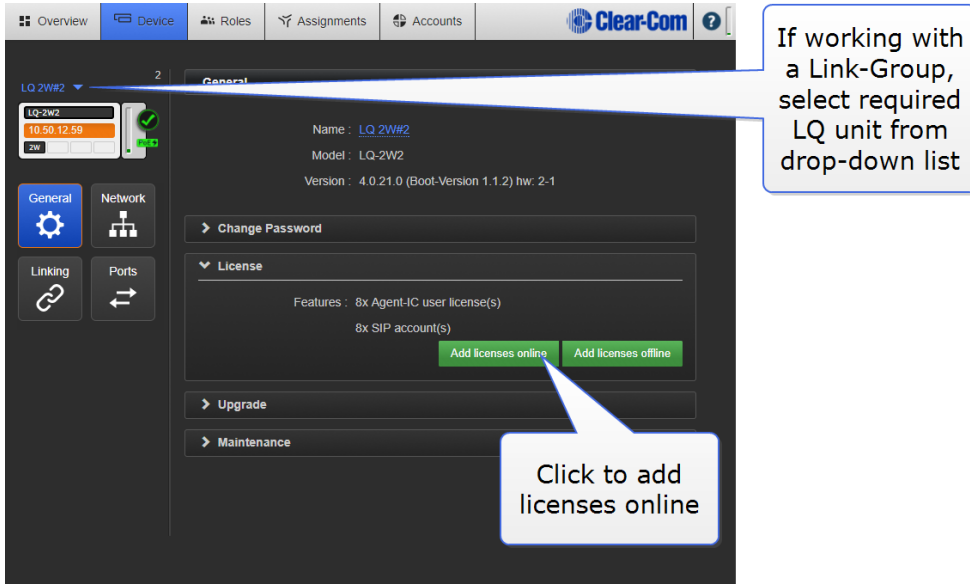 Overview
Device
Roles
Assignments
Accounts
Clear-Com
?
If working with
a Link-Group,
select required
LQ unit from
drop-down list
2
LQ 2W#2
General
LQ-2W2
10.50.12.59
2W
Name : LQ 2W#2
Model : LQ-2W2
Version : 4.0.21.0 (Boot-Version 1.1.2) hw: 2-1
General
Network
Linking
Ports
Change Password
License
Features : 8x Agent-IC user license(s)
8x SIP account(s)
Add licenses online
Add licenses offline
Upgrade
Maintenance
Click to add
licenses online